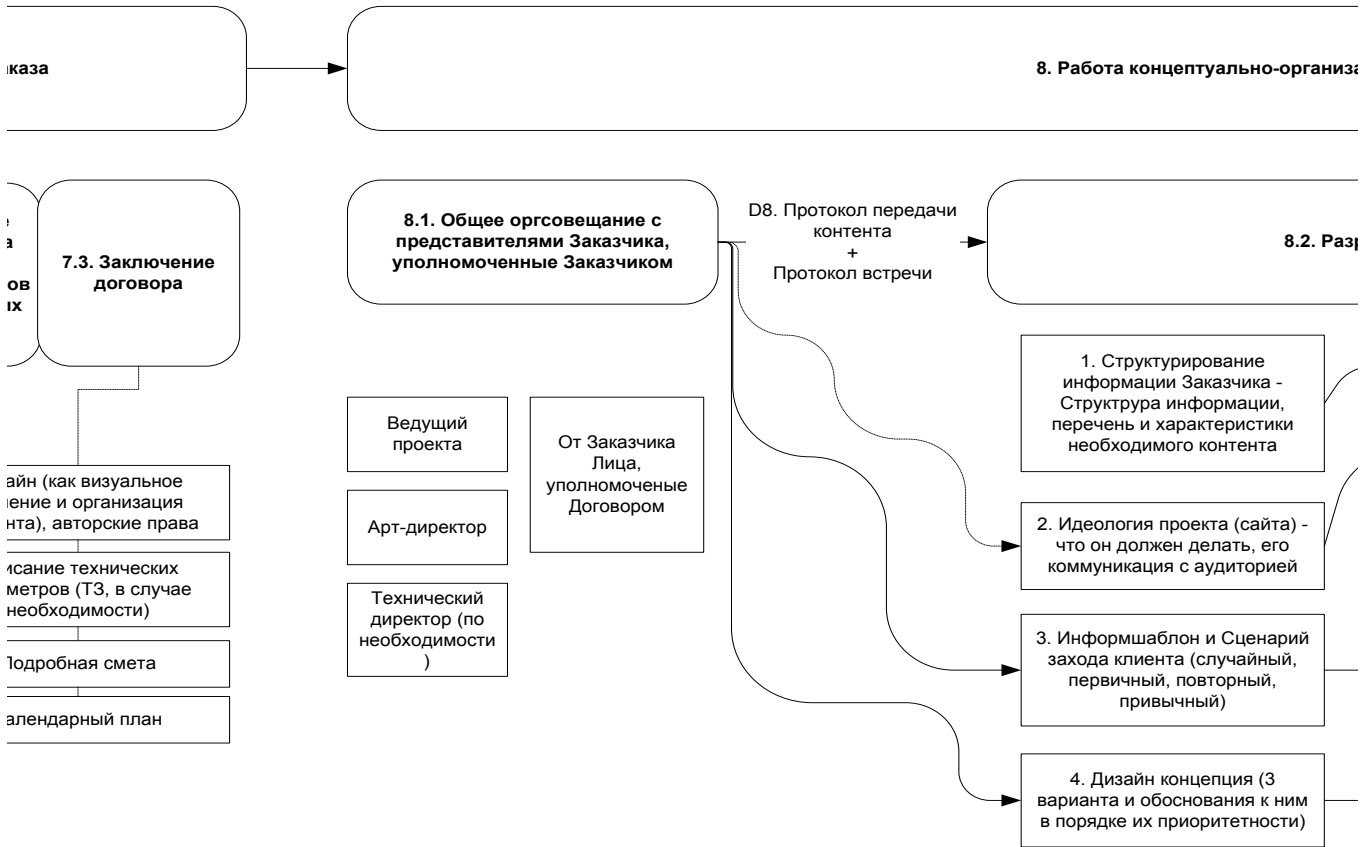 каза
8. Работа концептуально-организа
е
а
ов
ых
7.3. Заключение
договора
8.1. Общее оргсовещание с
представителями Заказчика,
уполномоченные Заказчиком
D8. Протокол передачи
контента
+
Протокол встречи
8.2. Разр
айн (как визуальное
ение и организация
нта), авторские права
исание технических
метров (ТЗ, в случае
необходимости)
Подробная смета
алендарный план
Ведущий
проекта
Арт-директор
Технический
директор (по
необходимости
)
От Заказчика
Лица,
уполномоченые
Договором
1. Структурирование
информации Заказчика -
Структрура информации,
перечень и характеристики
необходимого контента
2. Идеология проекта (сайта) -
что он должен делать, его
коммуникация с аудиторией
3. Информшаблон и Сценарий
захода клиента (случайный,
первичный, повторный,
привычный)
4. Дизайн концепция (3
варианта и обоснования к ним
в порядке их приоритетности)